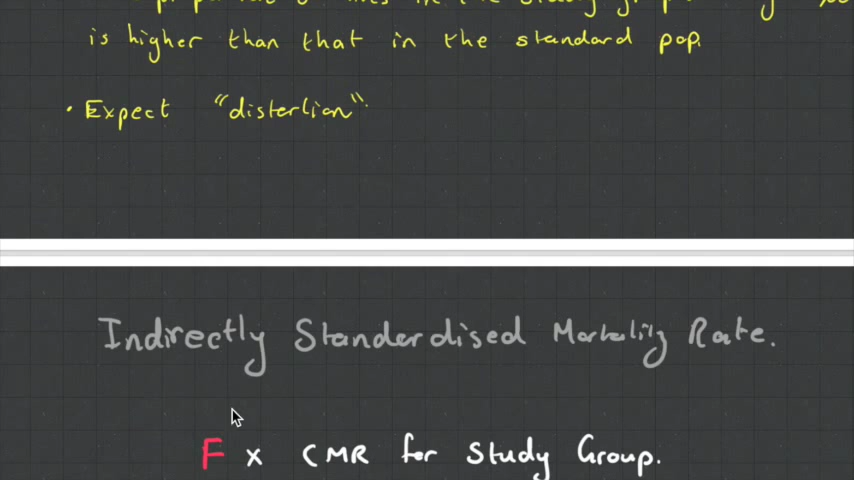 is higher than that in the standard pop.
• Expect "distortion".
Indirectly Standardised Mortality Rate.
F x CMR for Study Group.